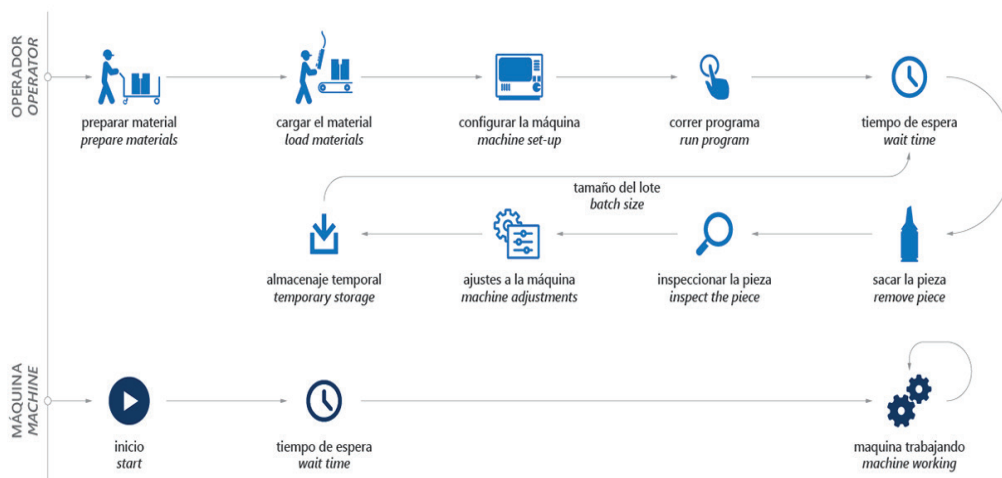 OPERADOR
OPERATOR
preparar material
prepare materials
cargar el material
load materials
configurar la máquina
machine set-up
correr programa
run program
tiempo de espera
wait time
tamaño del lote
batch size
almacenaje temporal
temporary storage
ajustes a la máquina
machine adjustments
inspeccionar la pieza
inspect the piece
sacar la pieza
remove piece
MÁQUINA
MACHINE
inicio
start
tiempo de espera
wait time
maquina trabajando
machine working